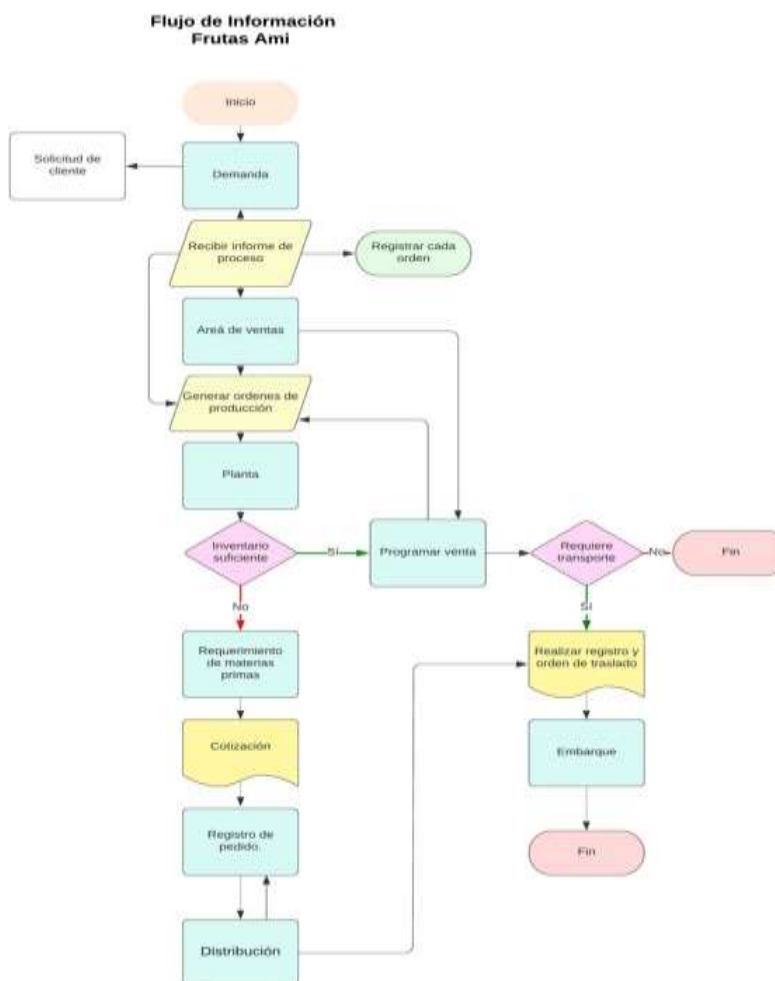 Flujo de Información
Frutas Ami
Inicio
Solicitud de
cliente
Demanda
Recibir informe de
proceso
Registrar cada
orden
Areá de ventas
Generar ordenes de
producción
Planta
Inventario
suficiente
Sí
Programar venta
Requiere
transporte
No
Fin
No
Sí
Requerimiento
de materias
primas
Realizar registro y
orden de traslado
Cotización
Embarque
Registro de
pedido.
Fin
Distribución